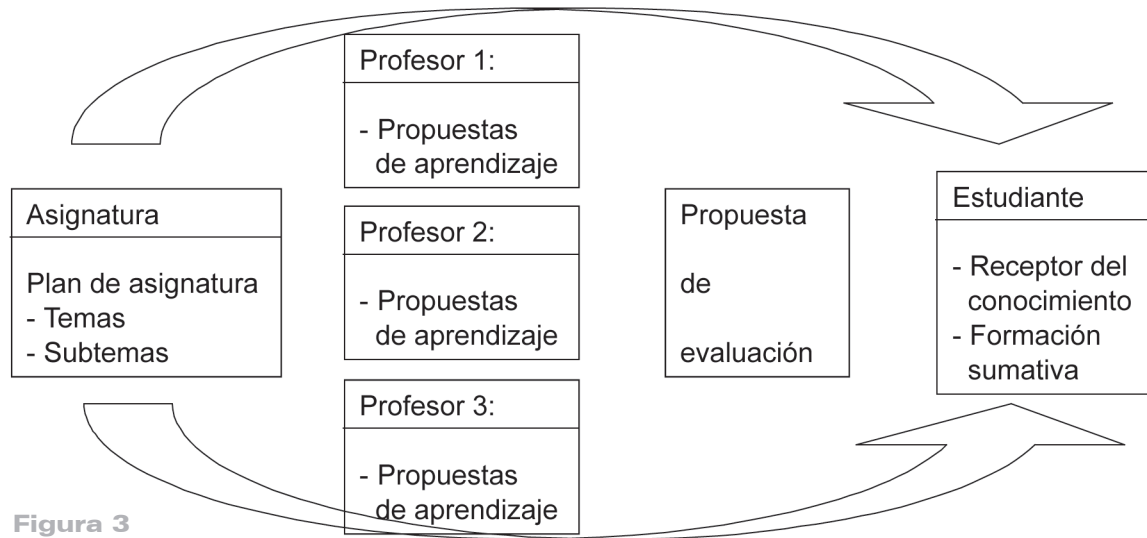 Asignatura
Plan de asignatura
- Temas
- Subtemas
Profesor 1:
- Propuestas
de aprendizaje
Profesor 2:
- Propuestas
de aprendizaje
Profesor 3:
- Propuestas
de aprendizaje
Propuesta
de
evaluación
Estudiante
- Receptor del
conocimiento
- Formación
sumativa
Figura 3